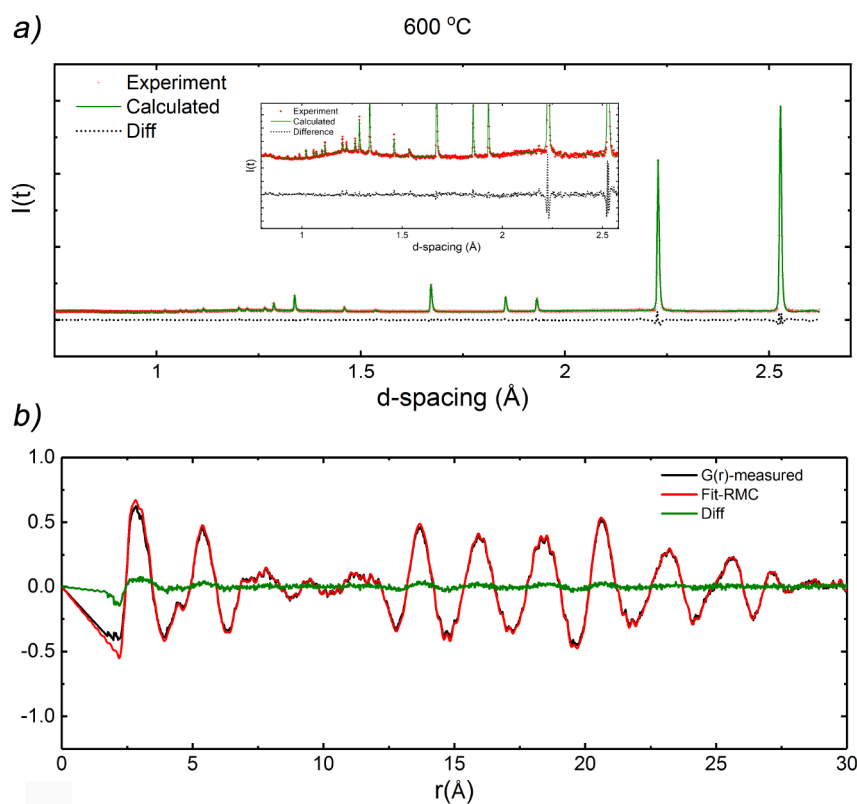 a)
600 °C
Experiment
Calculated
Diff
I(t)
Experiment
Calculated
Difference
I(t)
1 1.5 2 2.5
d-spacing (Å)
1 1.5 2 2.5
d-spacing (Å)
b)
1.0
0.5
0.0
-0.5
-1.0
G(r)-measured
Fit-RMC
Diff
0 5 10 15 20 25 30
r(Å)